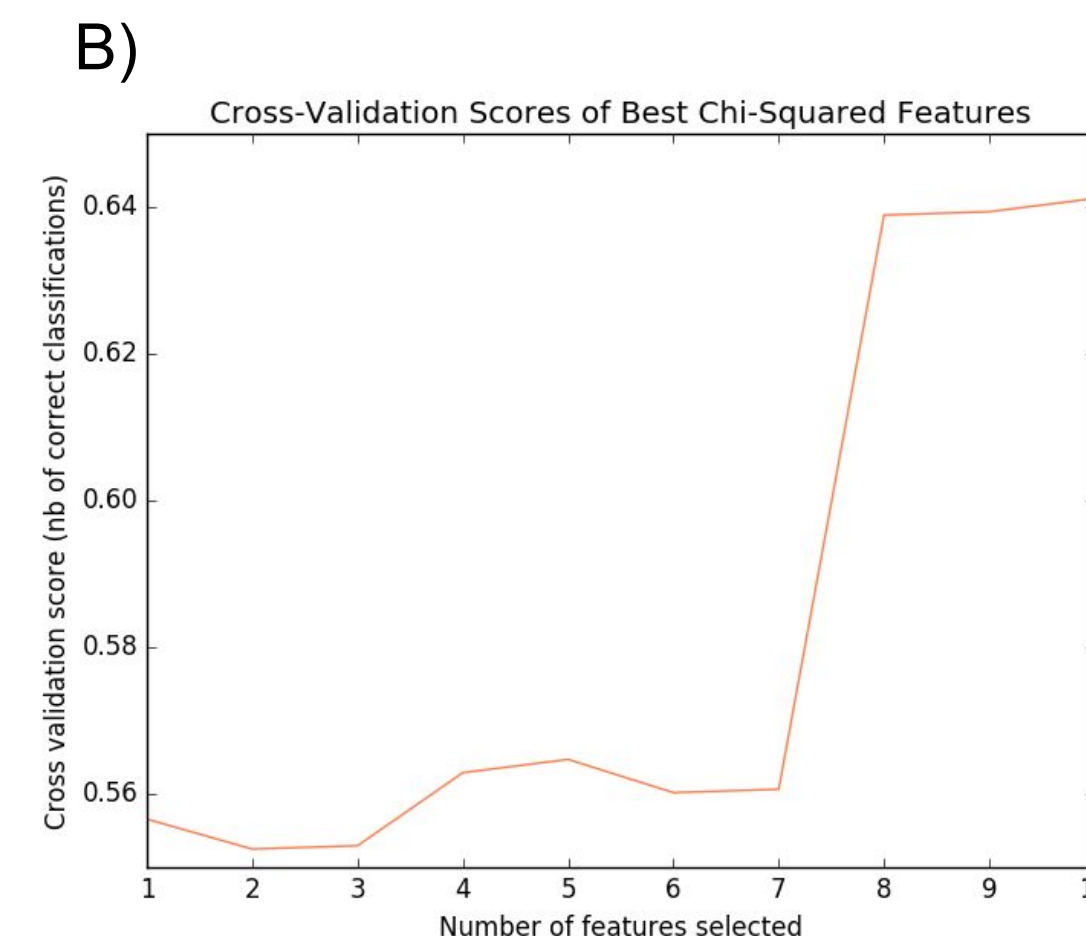 B)
Cross-Validation Scores of Best Chi-Squared Features
Cross validation score (nb of correct classifications)
0.64
0.62
0.60
0.58
0.56
1 2 3 4 5 6 7 8 9 1
Number of features selected